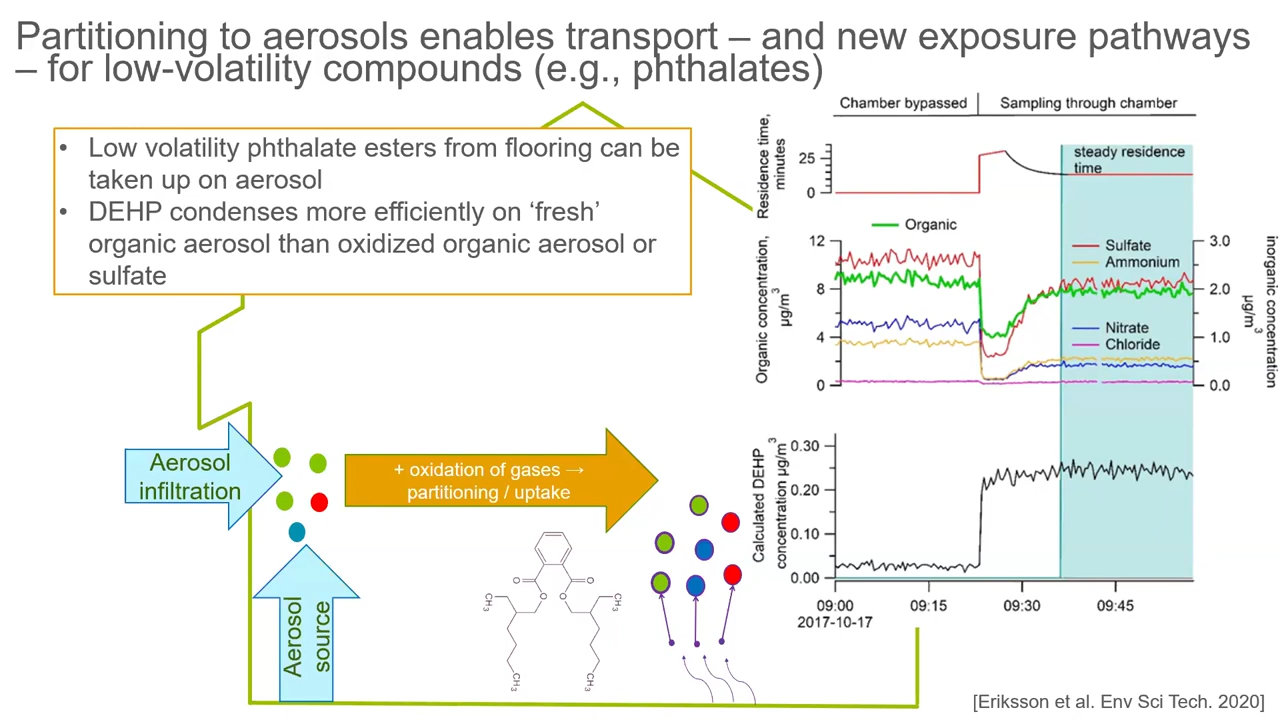 Partitioning to aerosols enables transport – and new exposure pathways
– for low-volatility compounds (e.g., phthalates)
• Low volatility phthalate esters from flooring can be
taken up on aerosol
• DEHP condenses more efficiently on ‘fresh’
organic aerosol than oxidized organic aerosol or
sulfate
Aerosol
infiltration
+ oxidation of gases →
partitioning / uptake
Aerosol
source
O
O
O
O
CH3
CH3
CH3
CH3
Chamber bypassed
Sampling through chamber
Residence time,
minutes
25
0
steady residence
time
Organic
Organic concentration,
µg/m3
12
8
4
0
Sulfate
Ammonium
Nitrate
Chloride
3.0
2.0
1.0
0.0
inorganic concentration
µg/m3
Calculated DEHP
concentration µg/m3
0.30
0.20
0.10
0.00
09:00
09:15
09:30
09:45
2017-10-17
[Eriksson et al. Env Sci Tech. 2020]